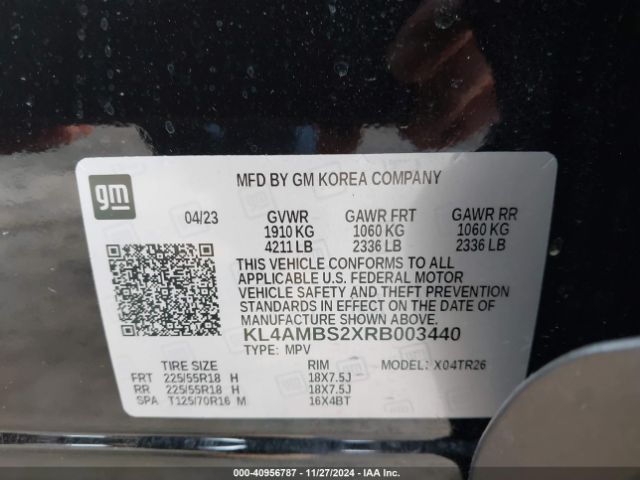 gm
MFD BY GM KOREA COMPANY
04/23 GVWR GAWR FRT GAWR RR
1910 KG 1060 KG 1060 KG
4211 LB 2336 LB 2336 LB
THIS VEHICLE CONFORMS TO ALL
APPLICABLE U.S. FEDERAL MOTOR
VEHICLE SAFETY AND THEFT PREVENTION
STANDARDS IN EFFECT ON THE DATE OF
MANUFACTURE SHOWN ABOVE.
KL4AMBS2XRB003440
TYPE: MPV
TIRE SIZE RIM MODEL: X04TR26
FRT 225/55R18 H 18X7.5J
RR 225/55R18 H 18X7.5J
SPA T125/70R16 M 16X4BT
000-40956787 - 11/27/2024 - IAA Inc.